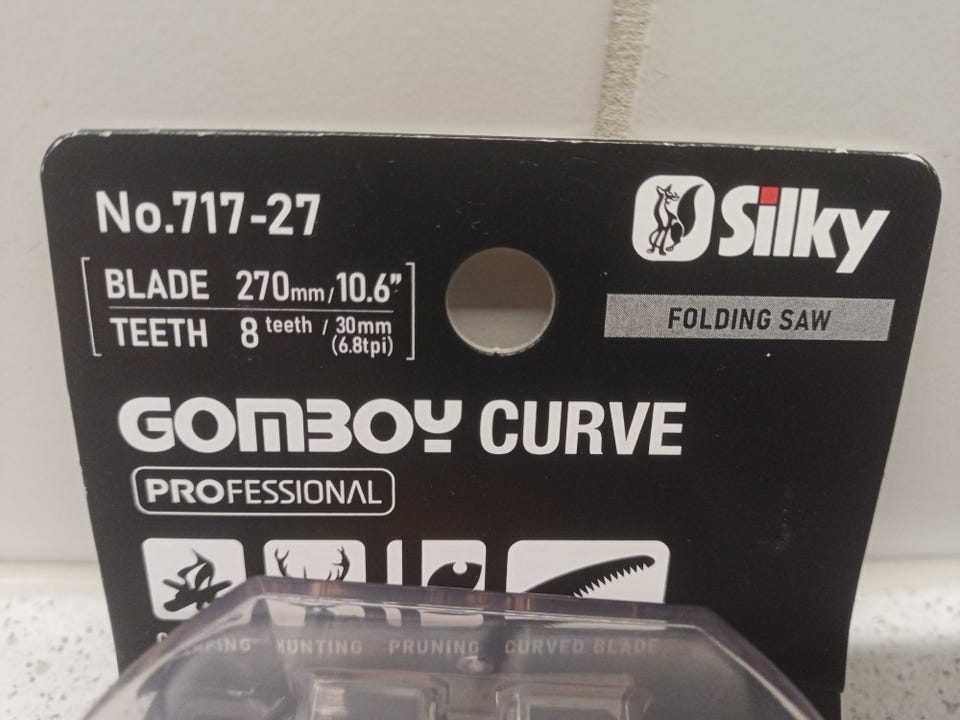 No.717-27
Silky
BLADE 270mm/10.6”
TEETH 8 teeth / 30mm
(6.8tpi)
FOLDING SAW
GOMBOY CURVE
PROFESSIONAL
HUNTING PRUNING CURVED BLADE